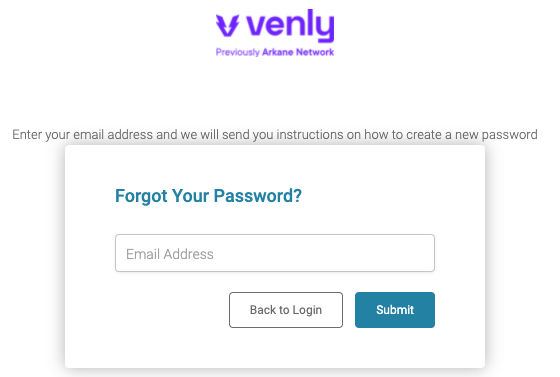 venly
Previously Arkane Network
Enter your email address and we will send you instructions on how to create a new password
Forgot Your Password?
Email Address
Back to Login
Submit